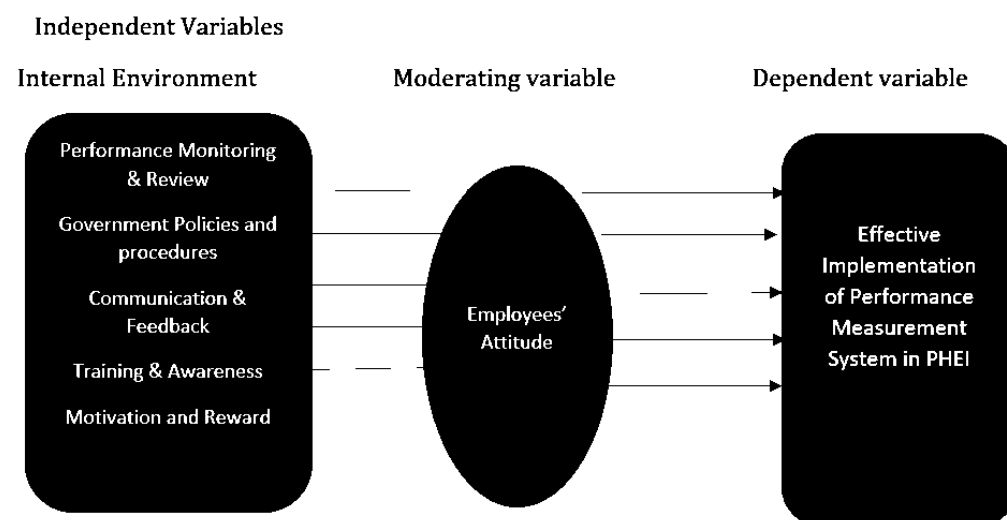 Independent Variables
Internal Environment
Moderating variable
Dependent variable
Performance Monitoring
& Review
Government Policies and
procedures
Communication &
Feedback
Training & Awareness
Motivation and Reward
Employees’
Attitude
Effective
Implementation
of Performance
Measurement
System in PHEI